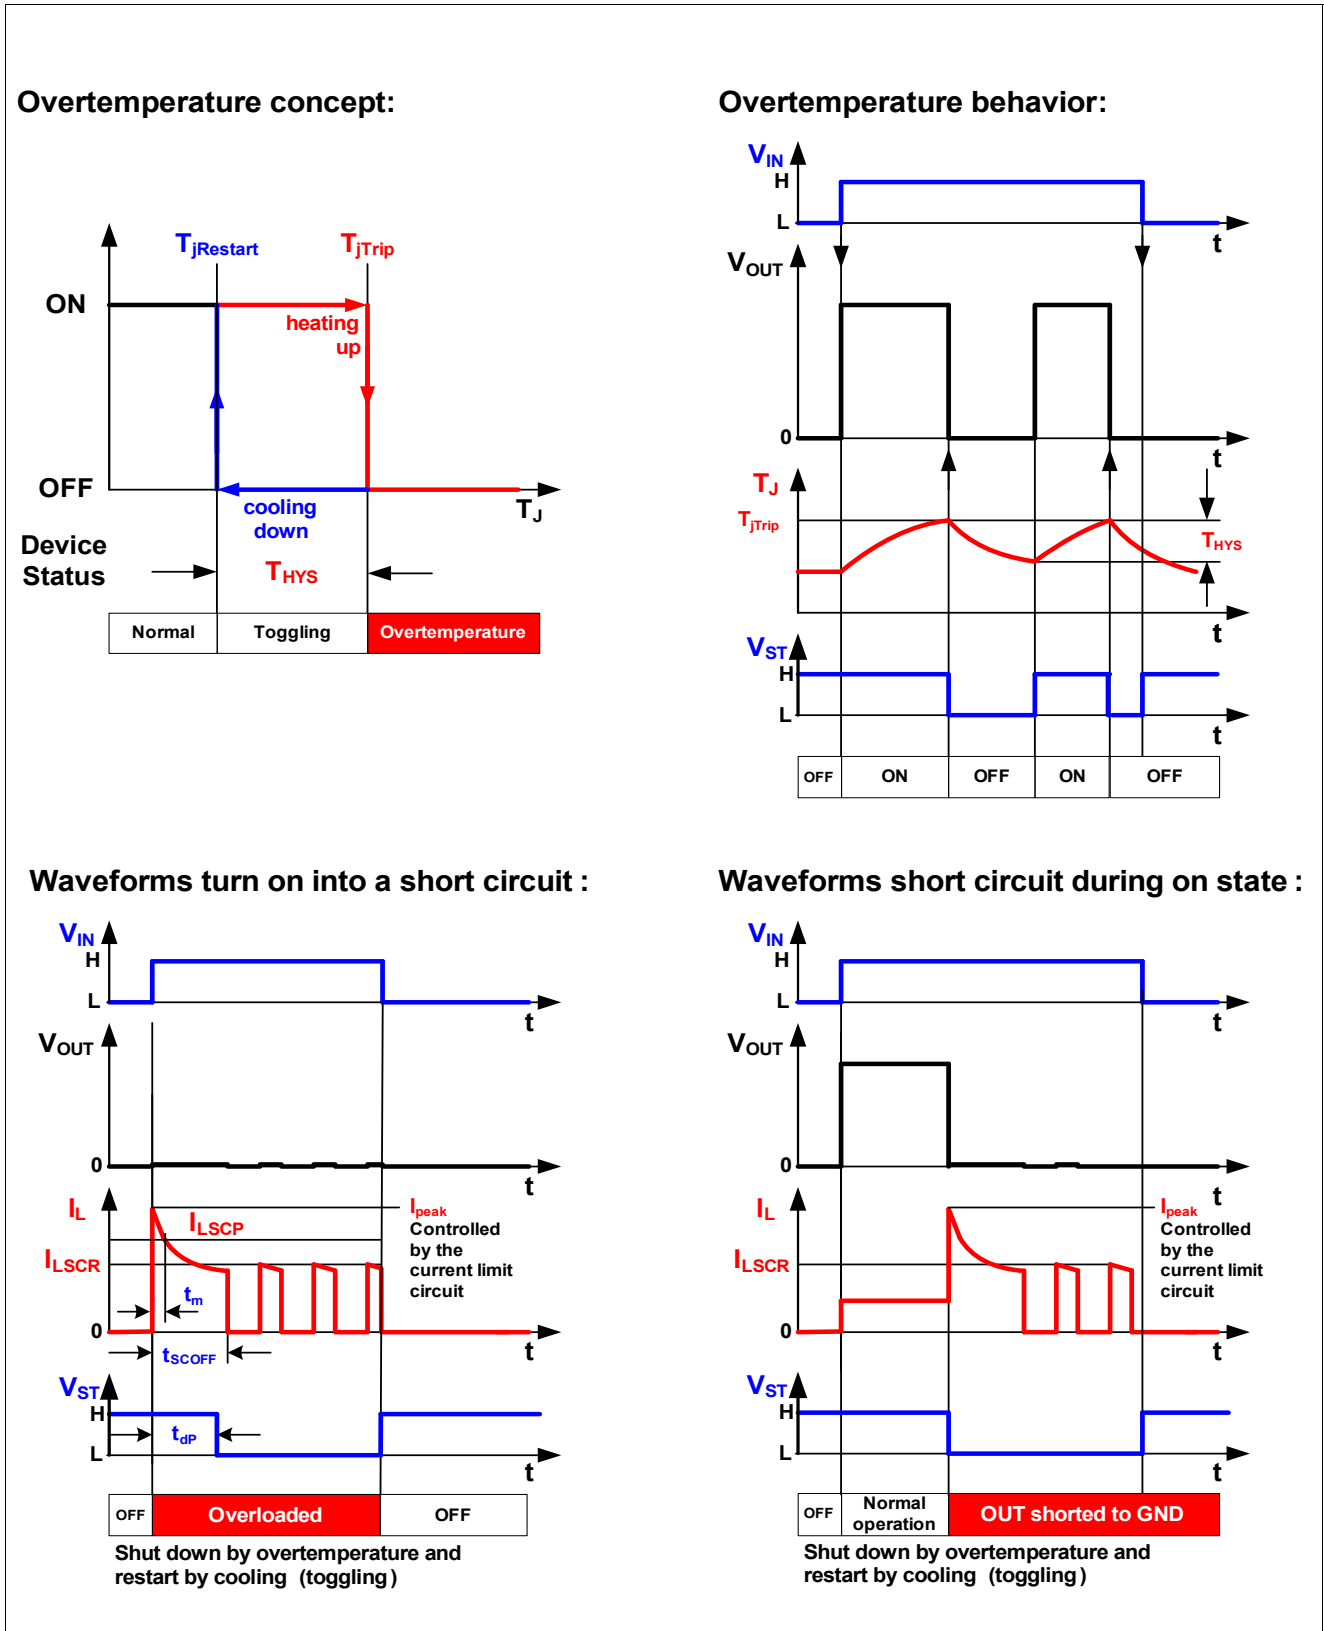 Overtemperature concept:
TjRestart
TjTrip
ON
heating
up
OFF
cooling
down
TJ
Device
Status
THYS
Normal
Toggling
Overtemperature
Overtemperature behavior:
VIN
H
L
t
VOUT
0
t
TJ
TjTrip
THYS
t
VST
H
L
t
OFF
ON
OFF
ON
OFF
Waveforms turn on into a short circuit :
VIN
H
L
t
VOUT
0
t
IL
Ipeak
ILSCP
Controlled
by the
current limit
circuit
ILSCR
tm
0
t
tSCOFF
VST
H
tdP
L
t
OFF
Overloaded
OFF
Shut down by overtemperature and
restart by cooling (toggling)
Waveforms short circuit during on state :
VIN
H
L
t
VOUT
0
t
IL
Ipeak
Controlled
by the
current limit
circuit
ILSCR
0
t
VST
H
L
t
OFF
Normal
operation
OUT shorted to GND
Shut down by overtemperature and
restart by cooling (toggling)